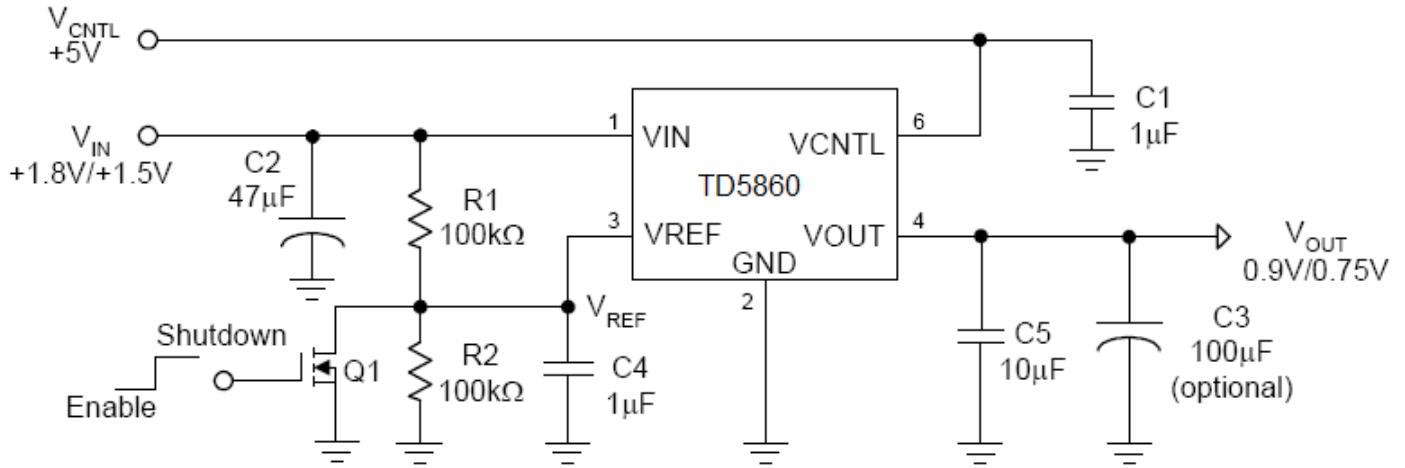 VCNTL
+5V
VIN
+1.8V/+1.5V
C2
47μF
R1
100kΩ
1
VIN
VCNTL
6
TD5860
3
VREF
VOUT
4
GND
2
C1
1μF
VOUT
0.9V/0.75V
VREF
Shutdown
Enable
Q1
R2
100kΩ
C4
1μF
C5
10μF
C3
100μF
(optional)